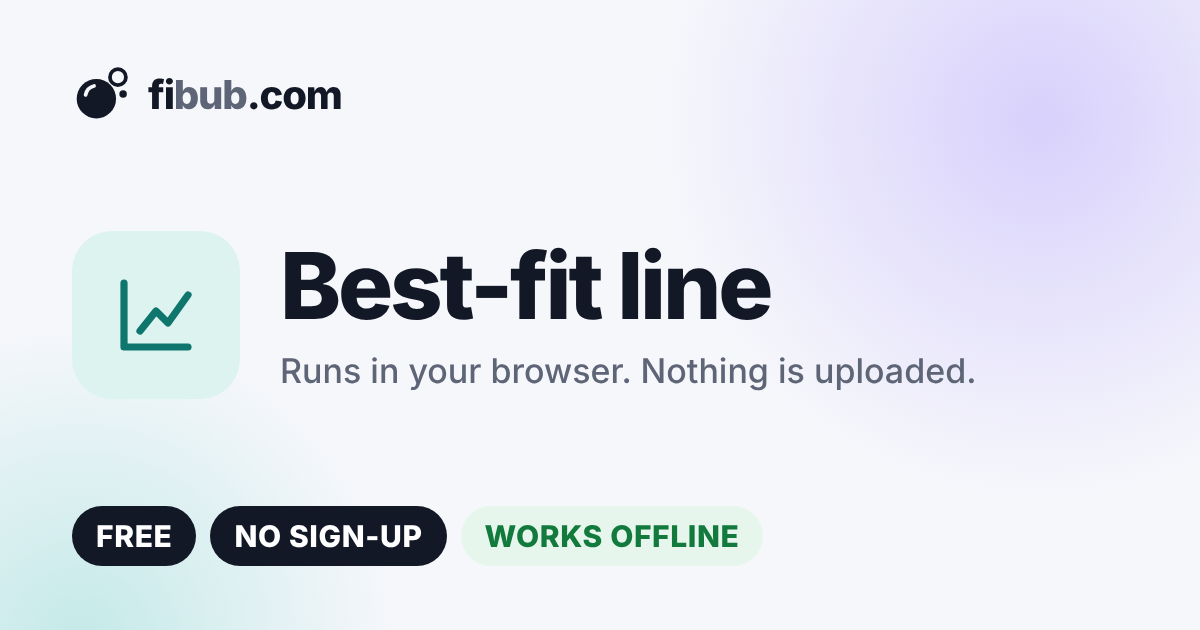 fibub.com
Best-fit line
Runs in your browser. Nothing is uploaded.
FREE NO SIGN-UP WORKS OFFLINE